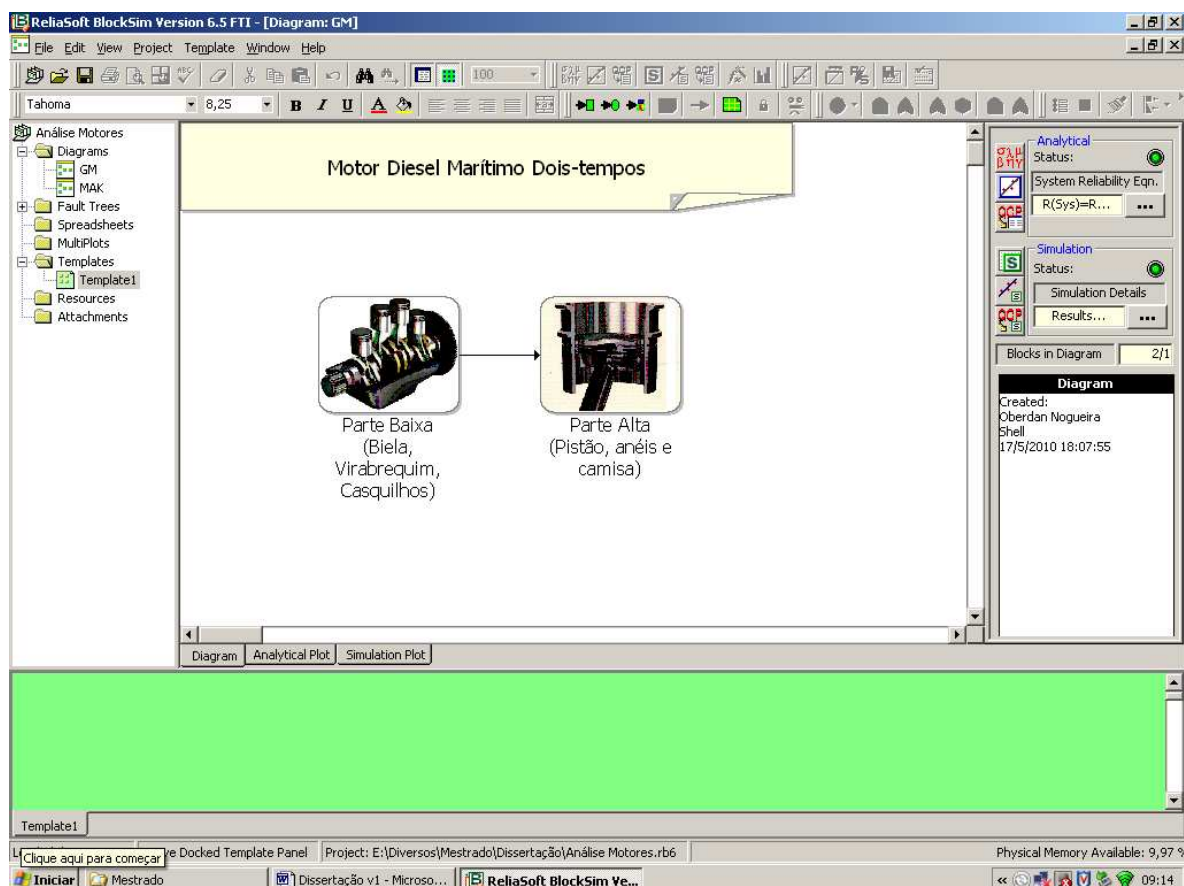 ReliaSoft BlockSim Version 6.5 FTI - [Diagram: GM]
File Edit View Project Template Window Help
100
Tahoma 8,25 B I U A
Análise Motores
Diagrams
GM
MAK
Fault Trees
Spreadsheets
MultiPlots
Templates
Template1
Resources
Attachments
Motor Diesel Marítimo Dois-tempos
Parte Baixa
(Biela,
Virabrequim,
Casquilhos)
Parte Alta
(Pistão, anéis e
camisa)
Analytical
Status:
System Reliability Eqn.
R(Sys)=R... ...
Simulation
Status:
Simulation Details
Results... ...
Blocks in Diagram 2/1
Diagram
Created:
Oberdan Nogueira
Shell
17/5/2010 18:07:55
Diagram Analytical Plot Simulation Plot
Template1
Clique aqui para começar
e Docked Template Panel Project: E:\Diversos\Mestrado\Dissertação\Análise Motores.rb6 Physical Memory Available: 9,97 %
Iniciar Mestrado Dissertação v1 - Microso... ReliaSoft BlockSim Ve... « 09:14